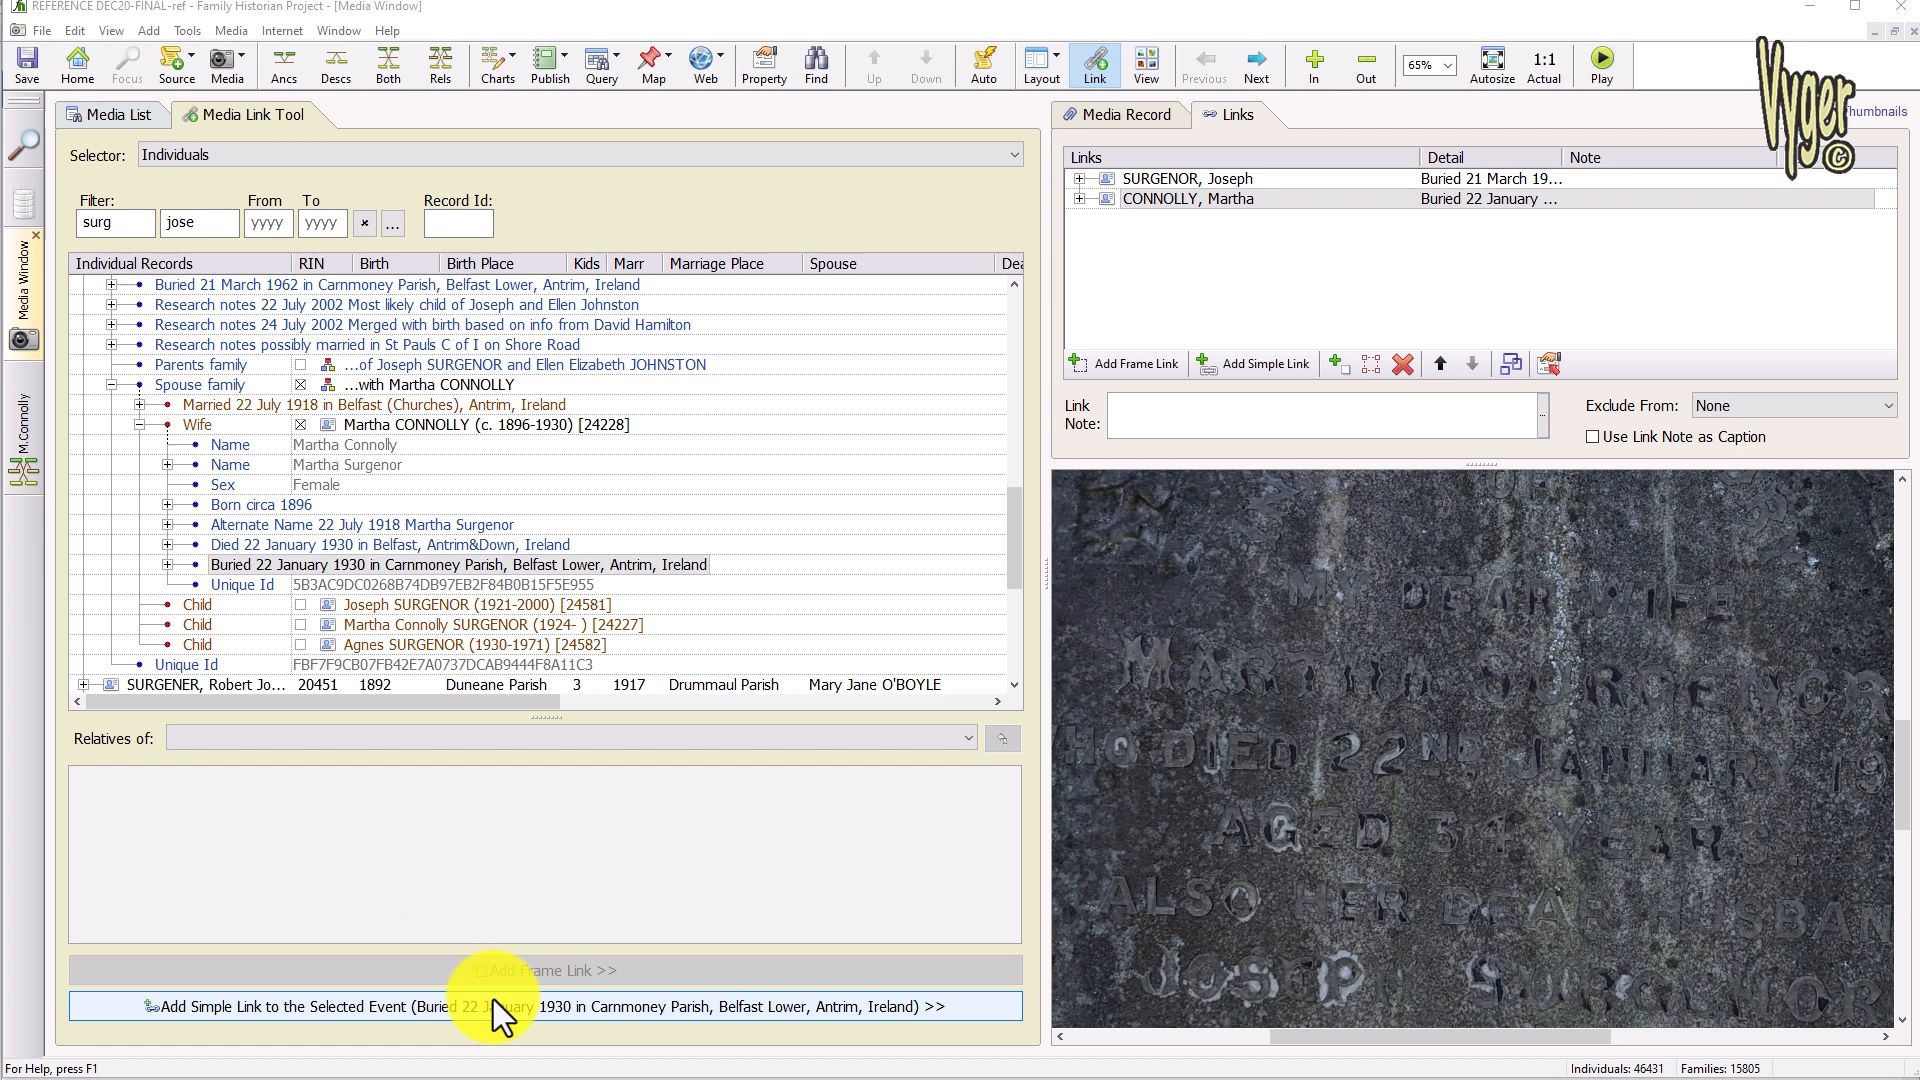 REFERENCE DEC20-FINAL-ref - Family Historian Project - [Media Window]
File Edit View Add Tools Media Internet Window Help
Save Home Focus Source Media Ancs Descs Both Rels Charts Publish Query Map Web Property Find Up Down Auto Layout Link View Previous Next In Out 65% Autosize 1:1 Actual Play
Vyger ©
Media Window
M.Connolly
Media List Media Link Tool
Selector: Individuals
Filter: From To Record Id:
surg jose yyyy yyyy × ...
Individual Records RIN Birth Birth Place Kids Marr Marriage Place Spouse Dea
Buried 21 March 1962 in Carnmoney Parish, Belfast Lower, Antrim, Ireland
Research notes 22 July 2002 Most likely child of Joseph and Ellen Johnston
Research notes 24 July 2002 Merged with birth based on info from David Hamilton
Research notes possibly married in St Pauls C of I on Shore Road
Parents family ...of Joseph SURGENOR and Ellen Elizabeth JOHNSTON
Spouse family ...with Martha CONNOLLY
Married 22 July 1918 in Belfast (Churches), Antrim, Ireland
Wife Martha CONNOLLY (c. 1896-1930) [24228]
Name Martha Connolly
Name Martha Surgenor
Sex Female
Born circa 1896
Alternate Name 22 July 1918 Martha Surgenor
Died 22 January 1930 in Belfast, Antrim&Down, Ireland
Buried 22 January 1930 in Carnmoney Parish, Belfast Lower, Antrim, Ireland
Unique Id 5B3AC9DC0268B74DB97EB2F84B0B15F5E955
Child Joseph SURGENOR (1921-2000) [24581]
Child Martha Connolly SURGENOR (1924- ) [24227]
Child Agnes SURGENOR (1930-1971) [24582]
Unique Id FBF7F9CB07FB42E7A0737DCAB9444F8A11C3
SURGENER, Robert Jo... 20451 1892 Duneane Parish 3 1917 Drummaul Parish Mary Jane O'BOYLE
Relatives of:
Add Frame Link >>
Add Simple Link to the Selected Event (Buried 22 January 1930 in Carnmoney Parish, Belfast Lower, Antrim, Ireland) >>
Media Record Links humbnails
Links Detail Note
SURGENOR, Joseph Buried 21 March 19...
CONNOLLY, Martha Buried 22 January ...
Add Frame Link Add Simple Link
Link Note: ... Exclude From: None
Use Link Note as Caption
OF
MY DEAR WIFE
MARTHA SURGENOR
HO DIED 22ND JANUARY 19
AGED 34 YEARS.
ALSO HER DEAR HUSBAN
JOSEPH SURGENOR
For Help, press F1 Individuals: 46431 Families: 15805